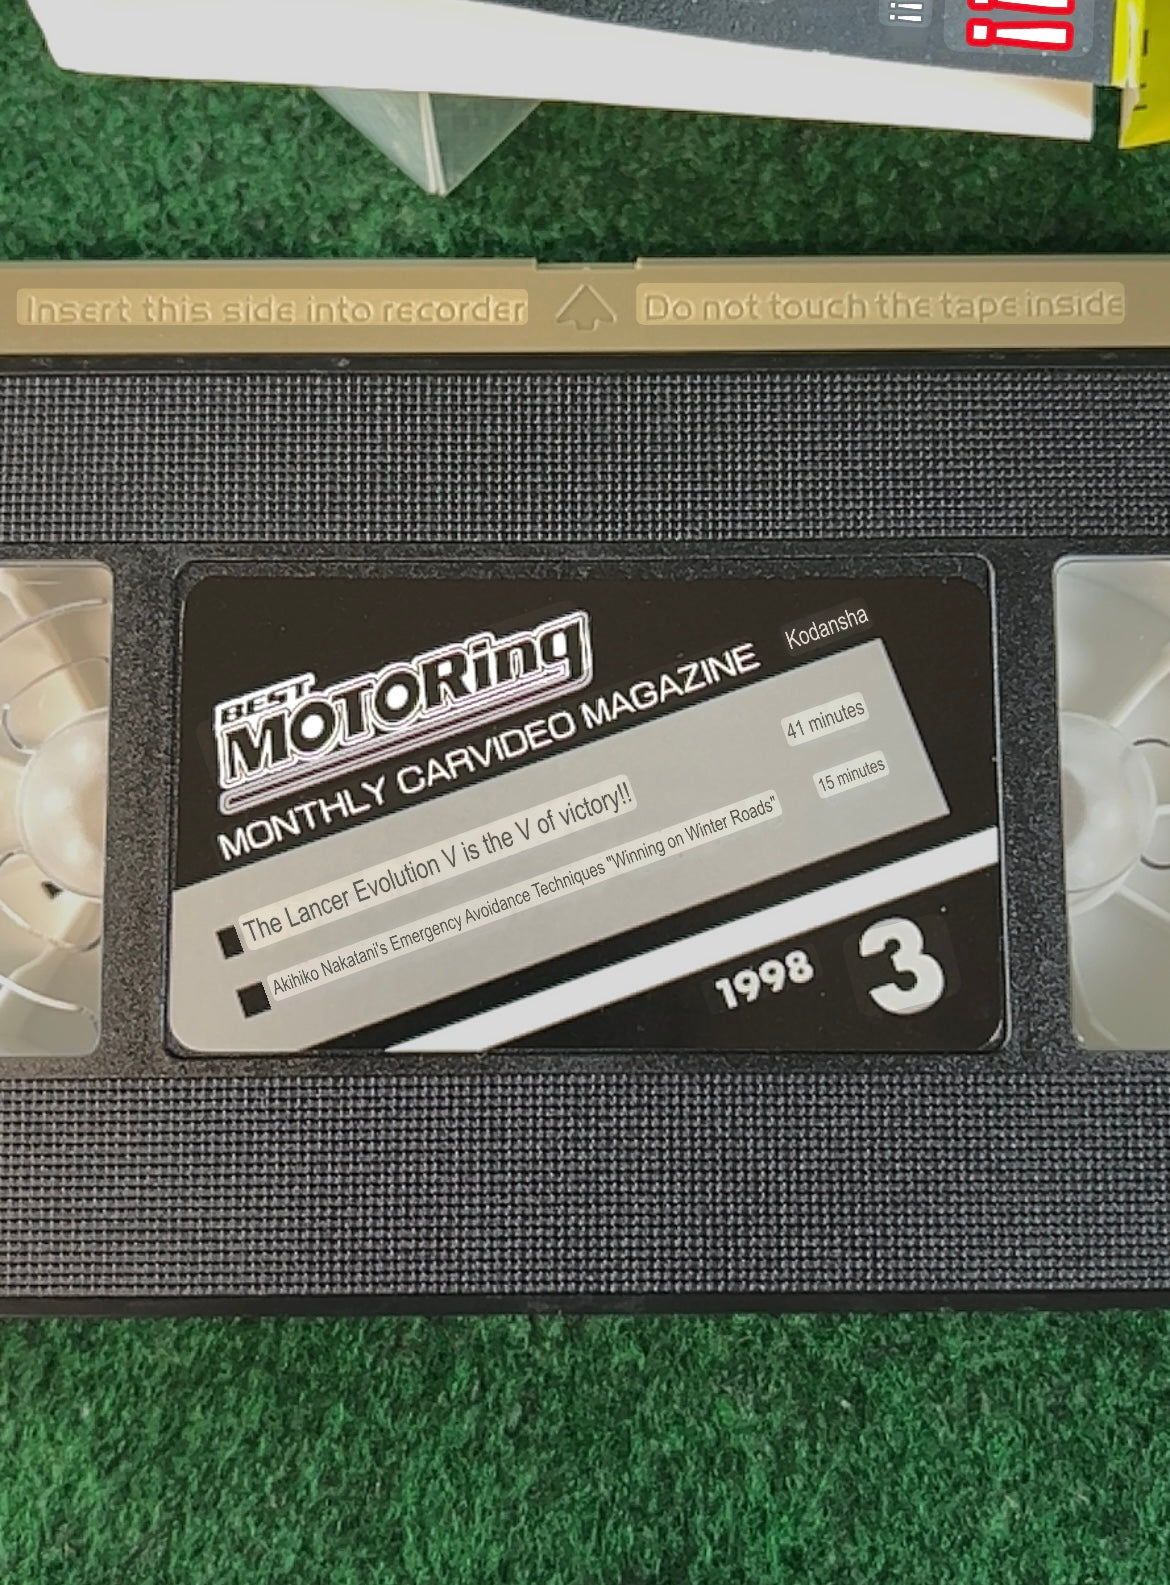 !!
!!
Insert this side into recorder
Do not touch the tape inside
BEST
MOTORing
MONTHLY CARVIDEO MAGAZINE
Kodansha
The Lancer Evolution V is the V of victory!!
41 minutes
Akihiko Nakatani's Emergency Avoidance Techniques "Winning on Winter Roads"
15 minutes
1998 3